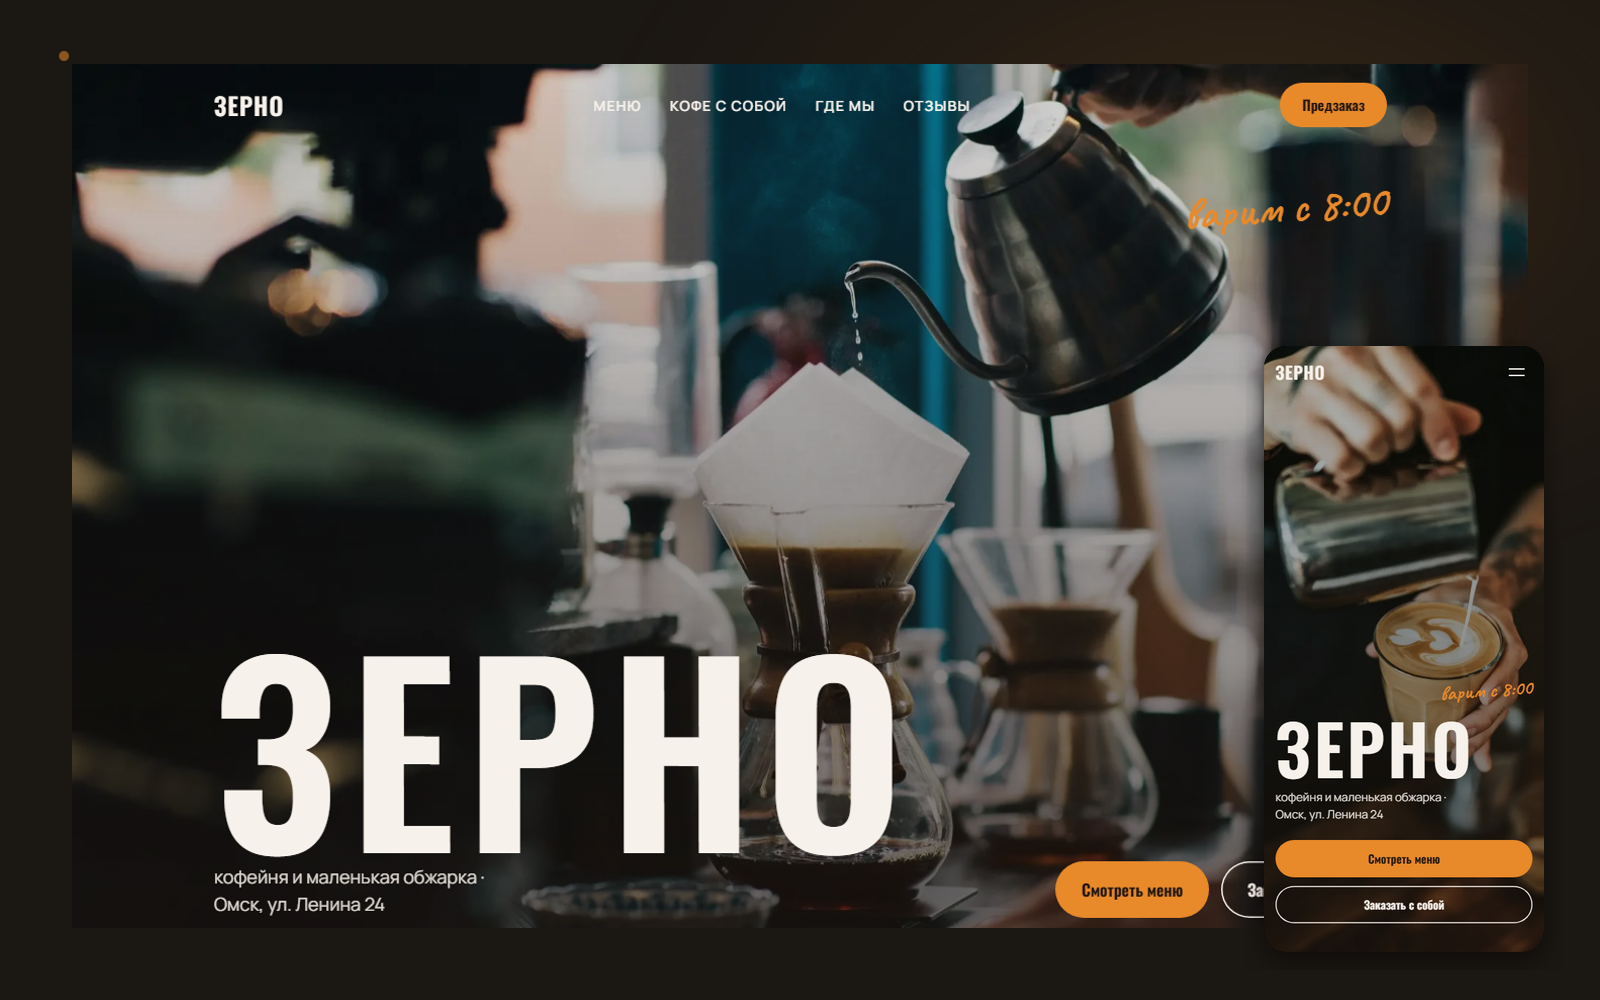 ЗЕРНО
МЕНЮ КОФЕ С СОБОЙ ГДЕ МЫ ОТЗЫВЫ
Предзаказ
варим с 8:00
ЗЕРНО
кофейня и маленькая обжарка ·
Омск, ул. Ленина 24
Смотреть меню
За
ЗЕРНО
варим с 8:00
ЗЕРНО
кофейня и маленькая обжарка ·
Омск, ул. Ленина 24
Смотреть меню
Заказать с собой